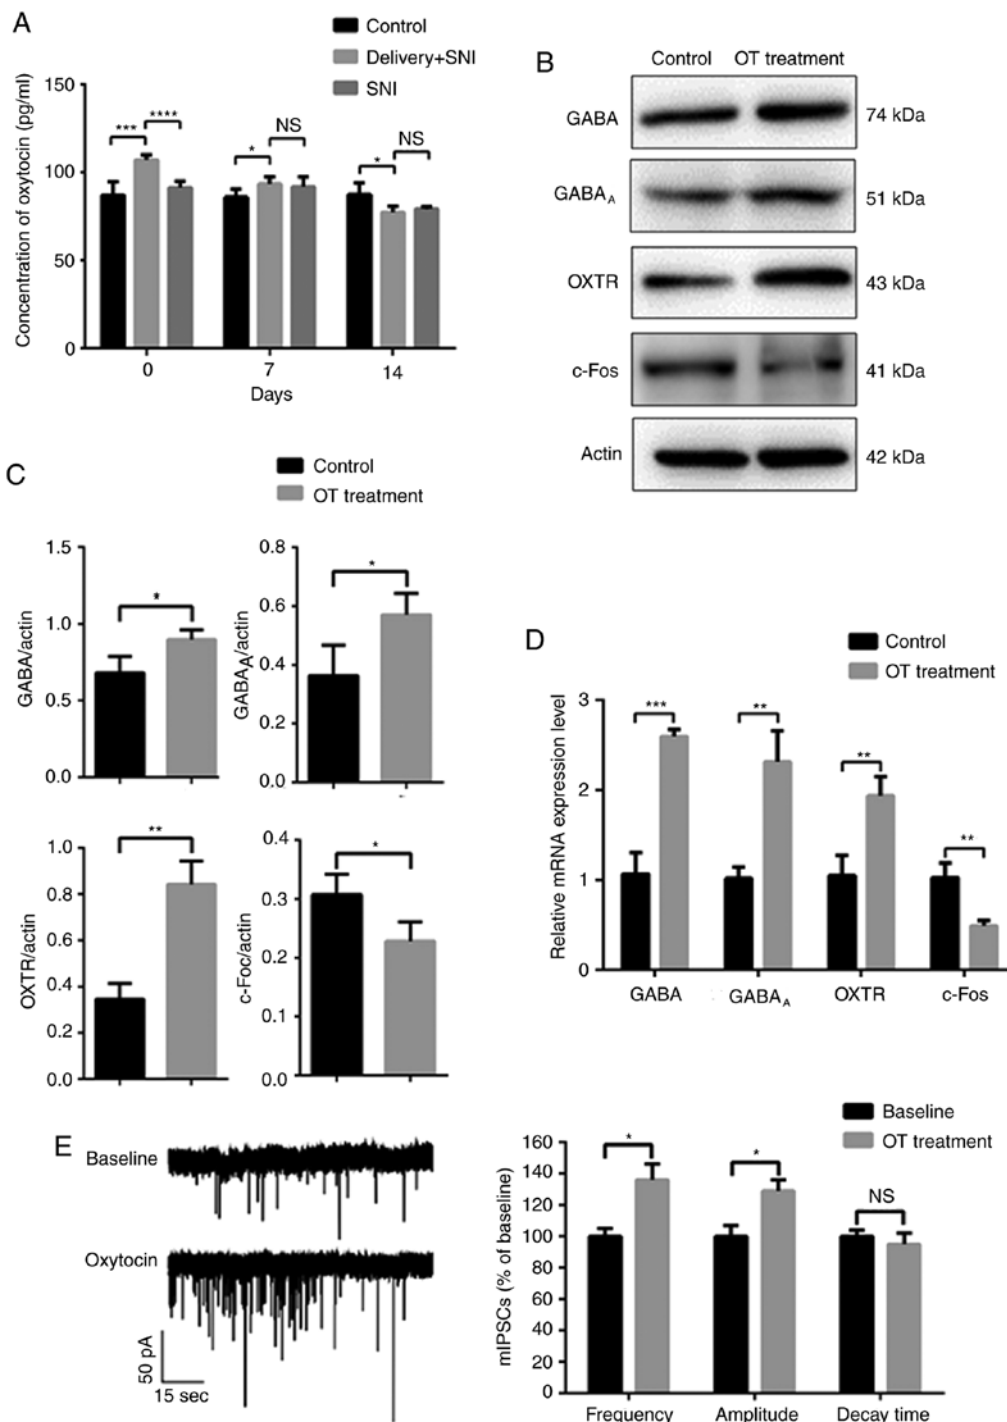 A
Control
Delivery+SNI
SNI
Concentration of oxytocin (pg/ml)
150
100
50
0
*** ****
* NS
* NS
0 7 14
Days
B
Control OT treatment
GABA 74 kDa
GABAA 51 kDa
OXTR 43 kDa
c-Fos 41 kDa
Actin 42 kDa
C
Control
OT treatment
GABA/actin
1.5
1.0
0.5
0.0
*
GABAA/actin
0.8
0.6
0.4
0.3
0.0
*
OXTR/actin
1.0
0.8
0.6
0.4
0.2
0.0
**
c-Foc/actin
0.4
0.3
0.2
0.1
0.0
*
D
Control
OT treatment
Relative mRNA expression level
3
2
1
0
*** ** ** **
GABA GABAA OXTR c-Fos
E
Baseline
Oxytocin
50 pA
15 sec
Baseline
OT treatment
mIPSCs (% of baseline)
160
140
120
100
80
60
40
20
0
* * NS
Frequency Amplitude Decay time